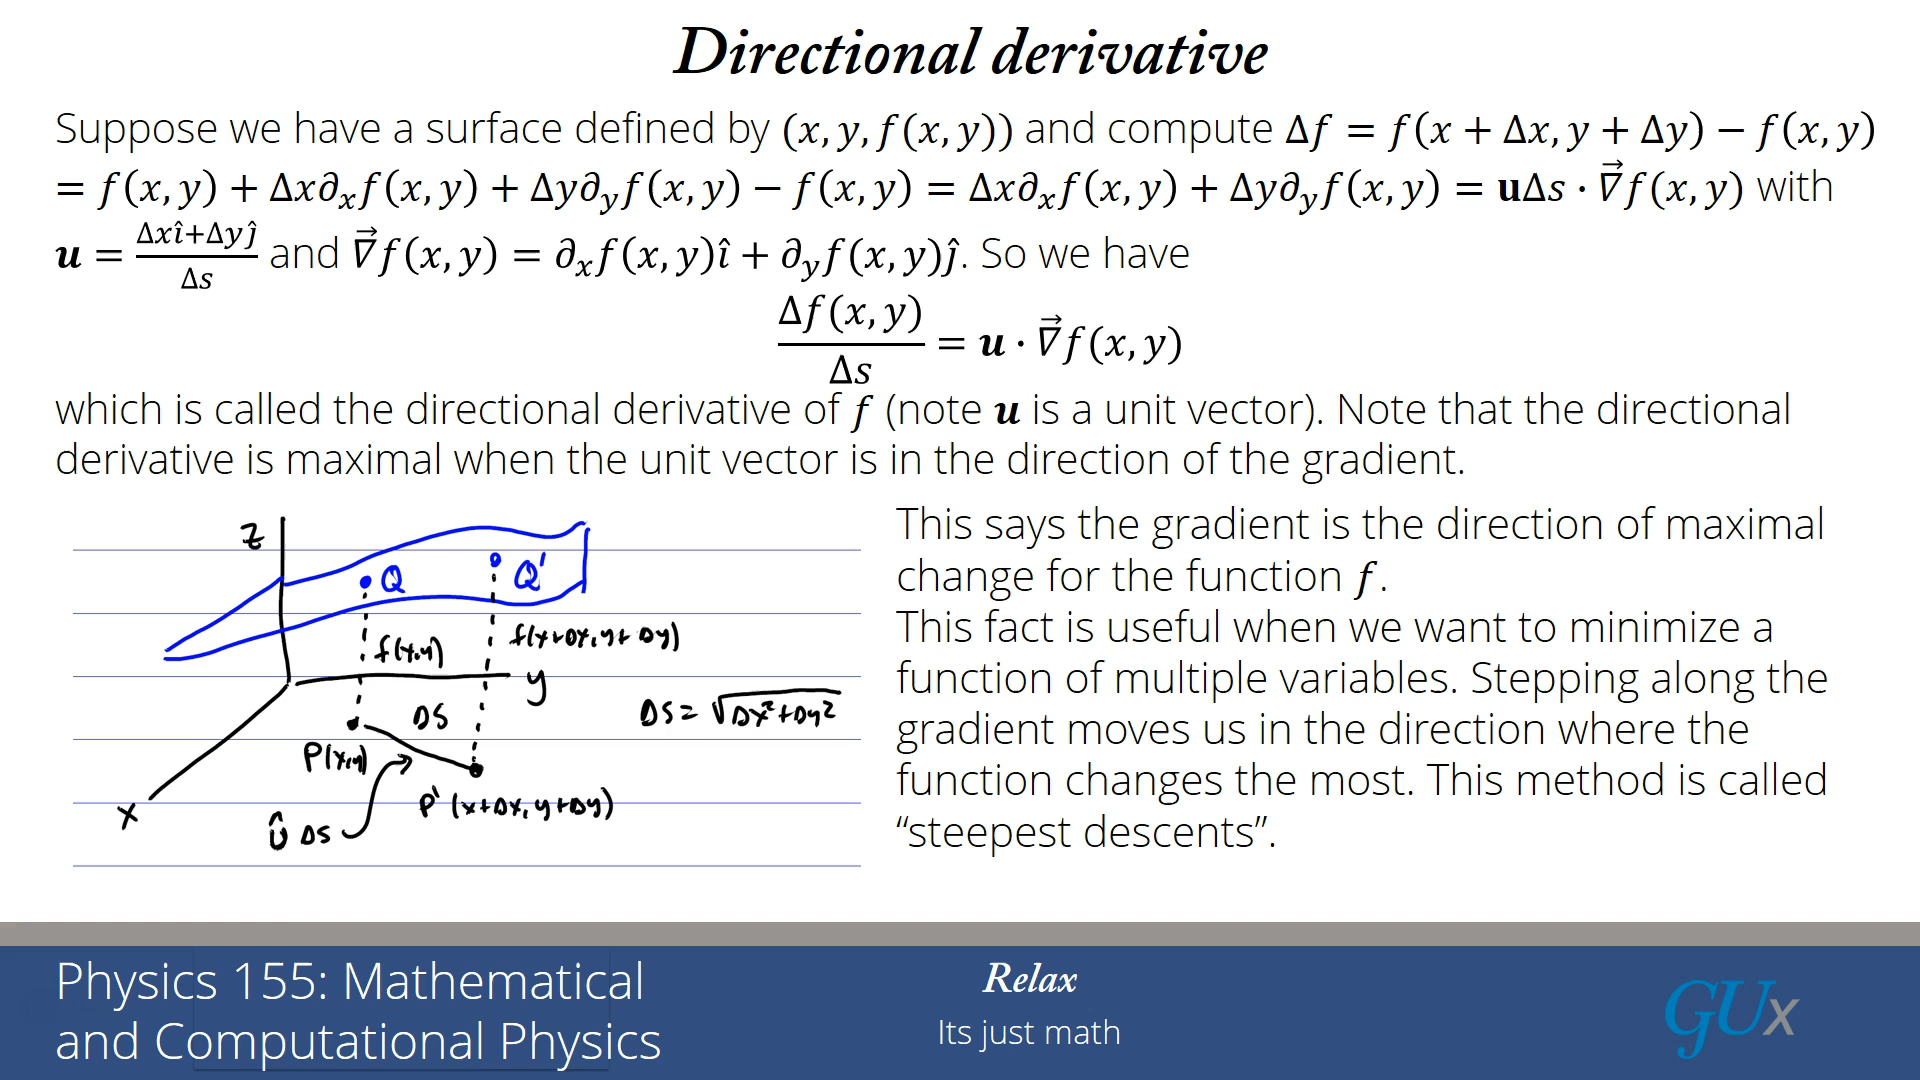 Directional derivative
Suppose we have a surface defined by (x, y, f(x, y)) and compute Δf = f(x + Δx, y + Δy) − f(x, y)
= f(x, y) + Δx∂ₓf(x, y) + Δy∂_yf(x, y) − f(x, y) = Δx∂ₓf(x, y) + Δy∂_yf(x, y) = 𝐮Δs · ∇⃗f(x, y) with
𝒖 = (Δxî+Δyĵ)/Δs and ∇⃗f(x, y) = ∂ₓf(x, y)î + ∂_yf(x, y)ĵ. So we have
Δf(x, y)/Δs = 𝒖 · ∇⃗f(x, y)
which is called the directional derivative of f (note 𝒖 is a unit vector). Note that the directional
derivative is maximal when the unit vector is in the direction of the gradient.
z
Q
Q'
f(x,y)
f(x+Δx, y+Δy)
y
Δs
Δs = √Δx²+Δy²
P(x,y)
P'(x+Δx, y+Δy)
x
û Δs
This says the gradient is the direction of maximal
change for the function f.
This fact is useful when we want to minimize a
function of multiple variables. Stepping along the
gradient moves us in the direction where the
function changes the most. This method is called
“steepest descents”.
Physics 155: Mathematical
and Computational Physics
Relax
Its just math
GUx